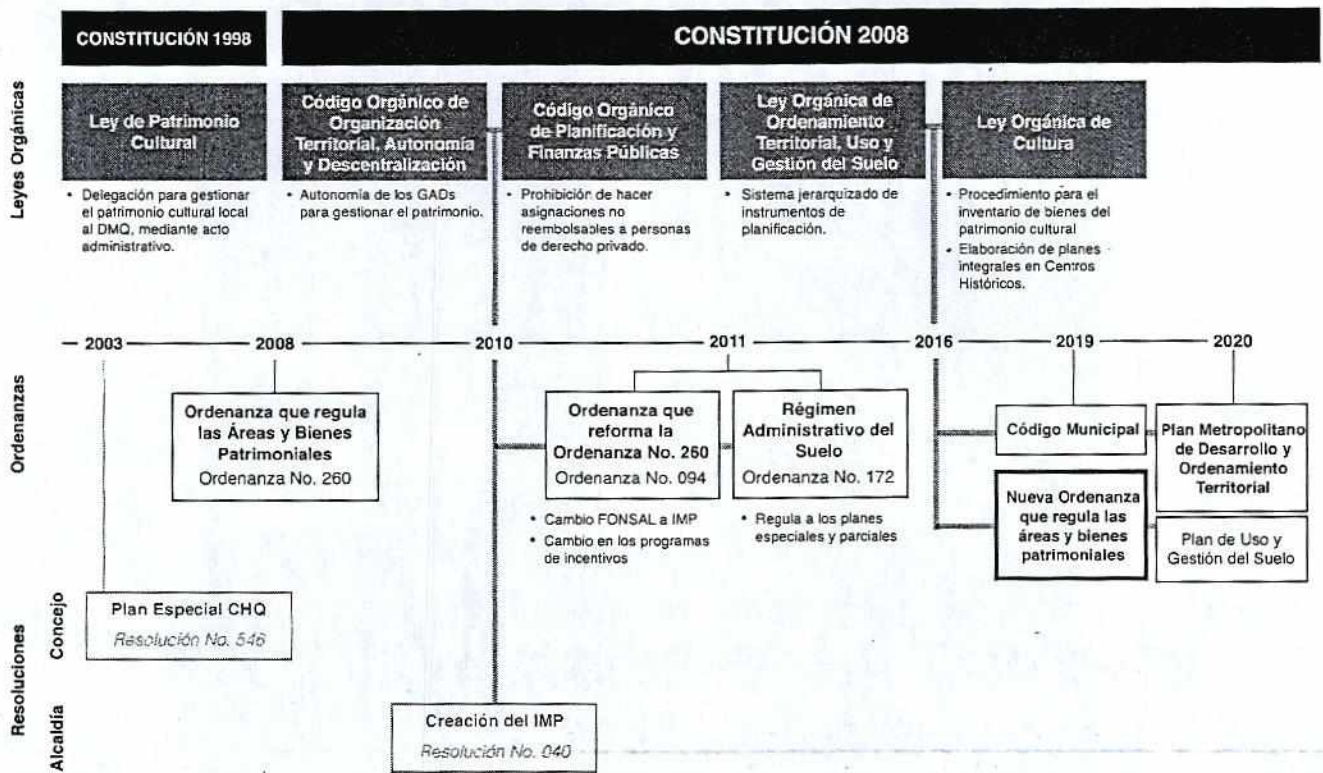 CONSTITUCIÓN 1998
CONSTITUCIÓN 2008
Leyes Orgánicas
Ley de Patrimonio
Cultural
• Delegación para gestionar
el patrimonio cultural local
al DMQ, mediante acto
administrativo.
Código Orgánico de
Organización
Territorial, Autonomía
y Descentralización
• Autonomía de los GADs
para gestionar el patrimonio.
Código Orgánico
de Planificación y
Finanzas Públicas
• Prohibición de hacer
asignaciones no
reembolsables a personas
de derecho privado.
Ley Orgánica de
Ordenamiento
Territorial, Uso y
Gestión del Suelo
• Sistema jerarquizado de
instrumentos de
planificación.
Ley Orgánica de
Cultura
• Procedimiento para el
inventario de bienes del
patrimonio cultural
• Elaboración de planes
integrales en Centros
Históricos.
2003
2008
2010
2011
2016
2019
2020
Ordenanzas
Ordenanza que regula
las Áreas y Bienes
Patrimoniales
Ordenanza No. 260
Ordenanza que
reforma la
Ordenanza No. 260
Ordenanza No. 094
• Cambio FONSAL a IMP
• Cambio en los programas
de incentivos
Régimen
Administrativo del
Suelo
Ordenanza No. 172
• Regula a los planes
especiales y parciales
Código Municipal
Nueva Ordenanza
que regula las
áreas y bienes
patrimoniales
Plan Metropolitano
de Desarrollo y
Ordenamiento
Territorial
Plan de Uso y
Gestión del Suelo
Resoluciones
Concejo
Plan Especial CHQ
Resolución No. 546
Alcaldía
Creación del IMP
Resolución No. 040